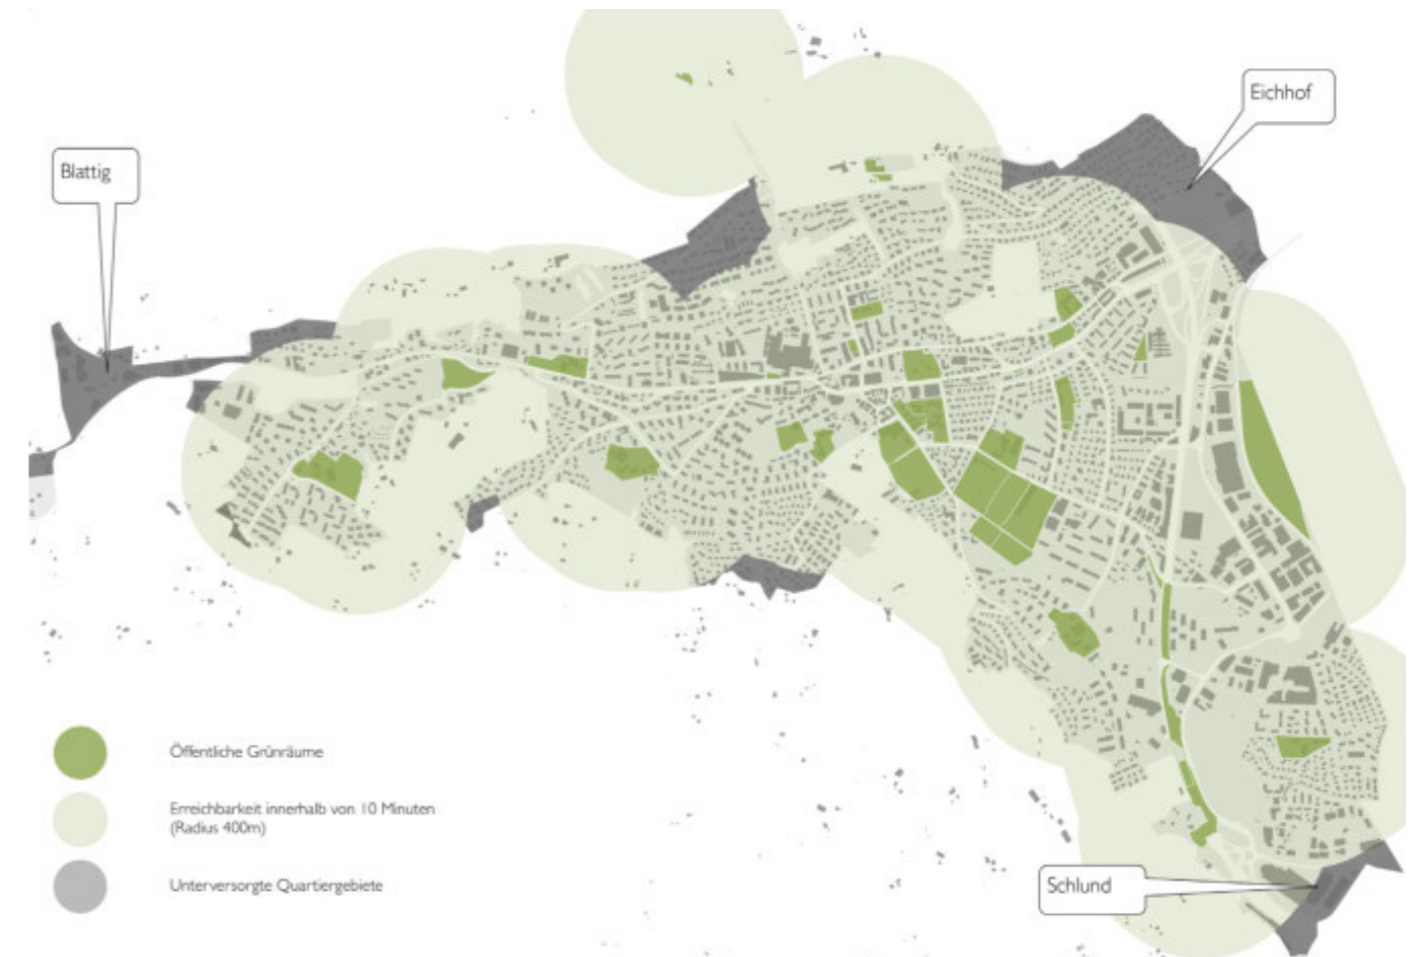 Eichhof
Blattig
Öffentliche Grünräume
Erreichbarkeit innerhalb von 10 Minuten
(Radius 400m)
Unterversorgte Quartiergebiete
Schlund